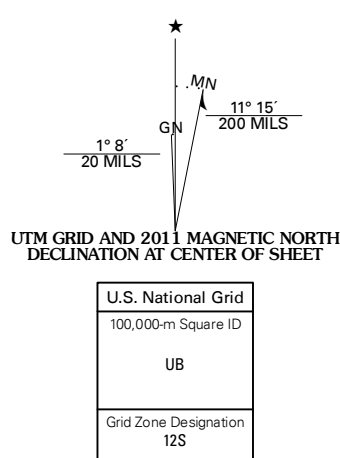 ★
MN
11° 15´
200 MILS
GN
1° 8´
20 MILS
UTM GRID AND 2011 MAGNETIC NORTH
DECLINATION AT CENTER OF SHEET
U.S. National Grid
100,000-m Square ID
UB
Grid Zone Designation
12S